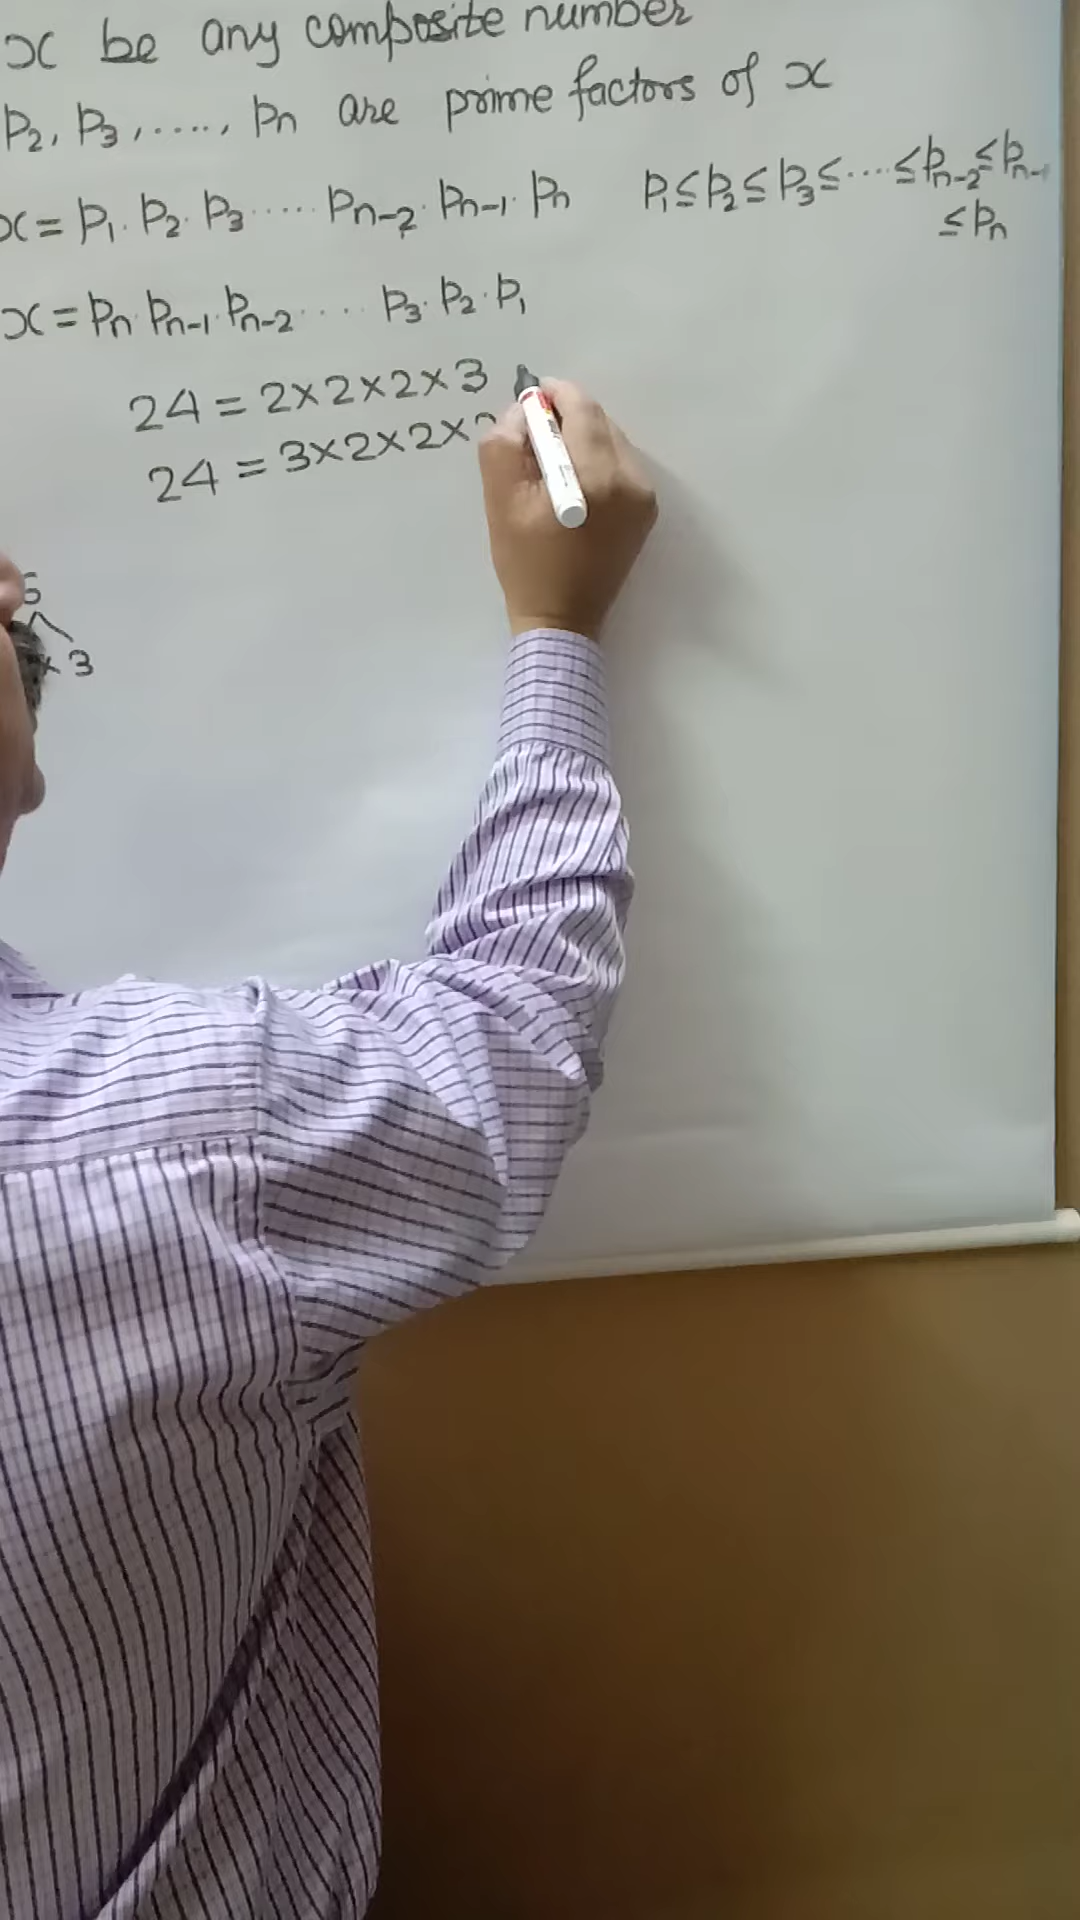 x be any composite number
p2, p3, ....., pn are prime factors of x
x = p1. p2. p3 ..... pn-2. pn-1. pn p1 ≤ p2 ≤ p3 ≤ .... ≤ pn-2 ≤ pn-1
≤ pn
x = pn. pn-1. pn-2 .... p3. p2. p1
24 = 2×2×2×3
24 = 3×2×2×2
× 3